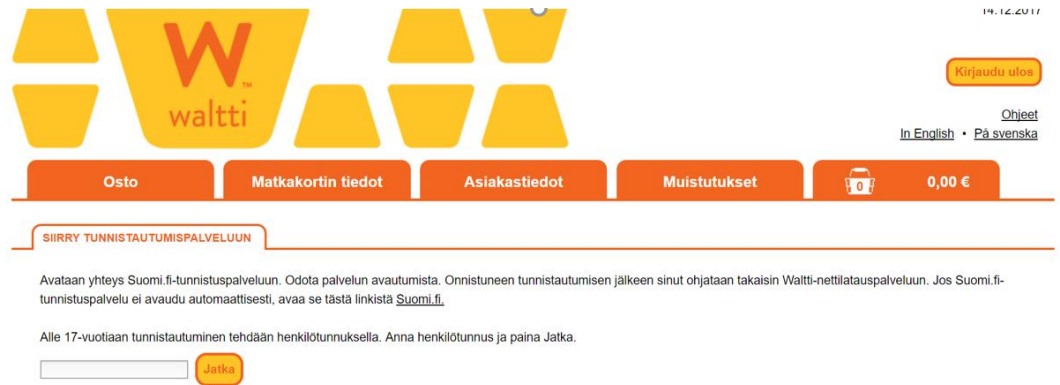 14.12.2017
W™
waltti
Kirjaudu ulos
Ohjeet
In English • På svenska
Osto Matkakortin tiedot Asiakastiedot Muistutukset 0 0,00 €
SIIRRY TUNNISTAUTUMISPALVELUUN
Avataan yhteys Suomi.fi-tunnistuspalveluun. Odota palvelun avautumista. Onnistuneen tunnistautumisen jälkeen sinut ohjataan takaisin Waltti-nettilatauspalveluun. Jos Suomi.fi-
tunnistuspalvelu ei avaudu automaattisesti, avaa se tästä linkistä Suomi.fi.
Alle 17-vuotiaan tunnistautuminen tehdään henkilötunnuksella. Anna henkilötunnus ja paina Jatka.
Jatka